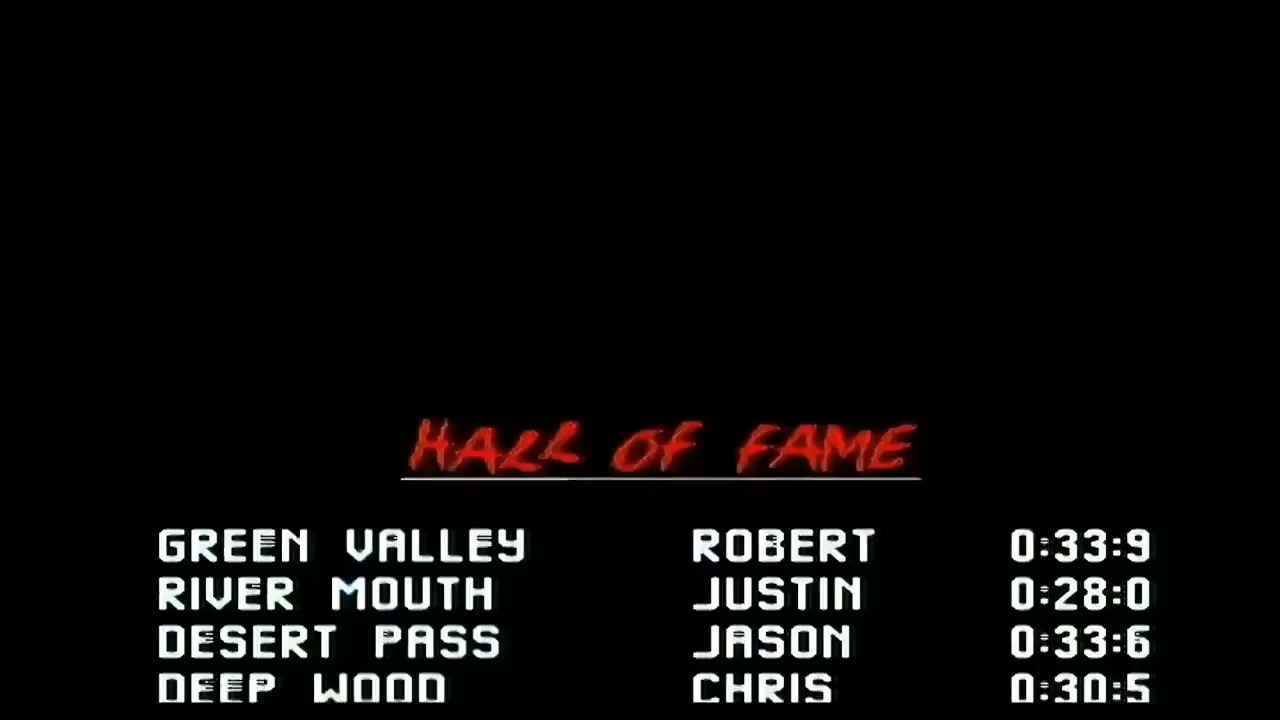 HALL OF FAME
GREEN VALLEY ROBERT 0:33:9
RIVER MOUTH JUSTIN 0:28:0
DESERT PASS JASON 0:33:6
DEEP WOOD CHRIS 0:30:5